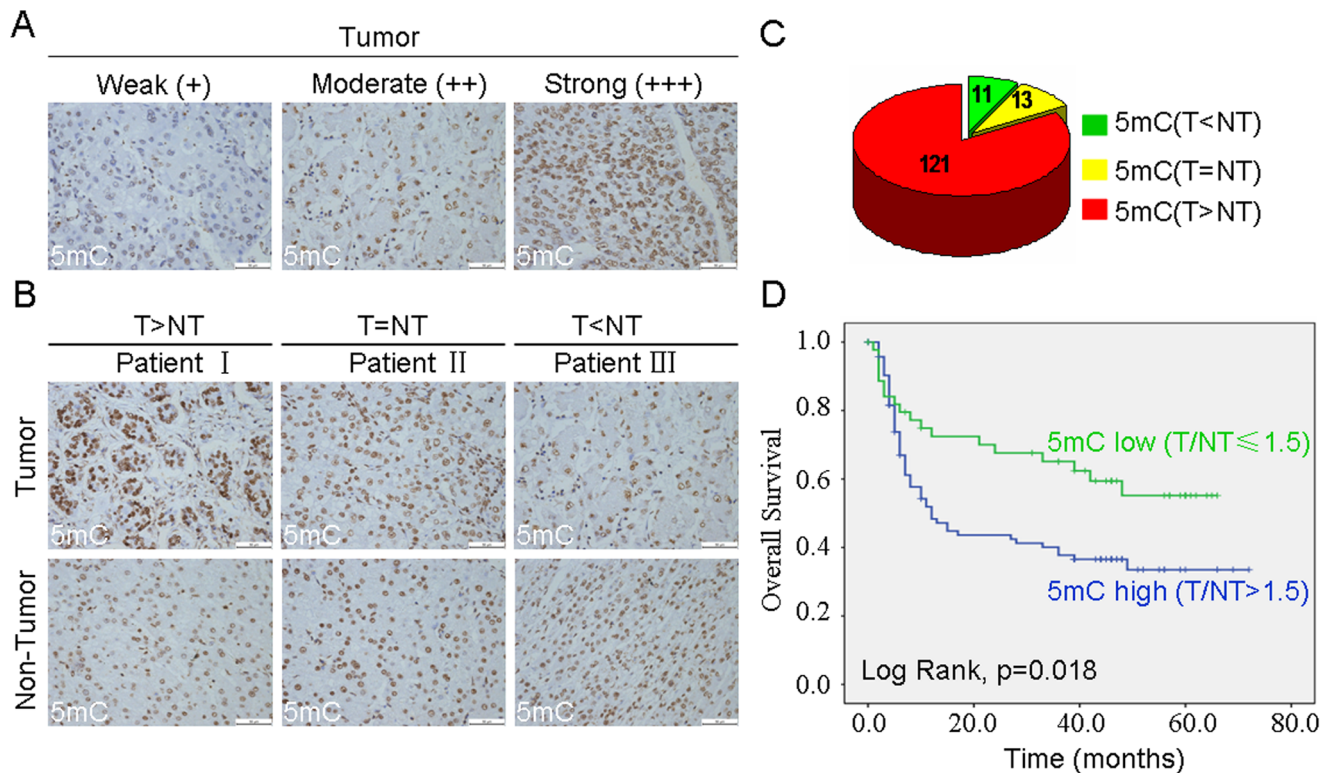 A
Tumor
Weak (+)
Moderate (++)
Strong (+++)
5mC
5mC
5mC
B
T>NT
T=NT
T<NT
Patient Ⅰ
Patient Ⅱ
Patient Ⅲ
Tumor
5mC
5mC
5mC
Non-Tumor
5mC
5mC
5mC
C
11
13
121
5mC(T<NT)
5mC(T=NT)
5mC(T>NT)
D
Overall Survival
1.0
0.8
0.6
0.4
0.2
0.0
5mC low (T/NT≤1.5)
5mC high (T/NT>1.5)
Log Rank, p=0.018
0.0
20.0
40.0
60.0
80.0
Time (months)